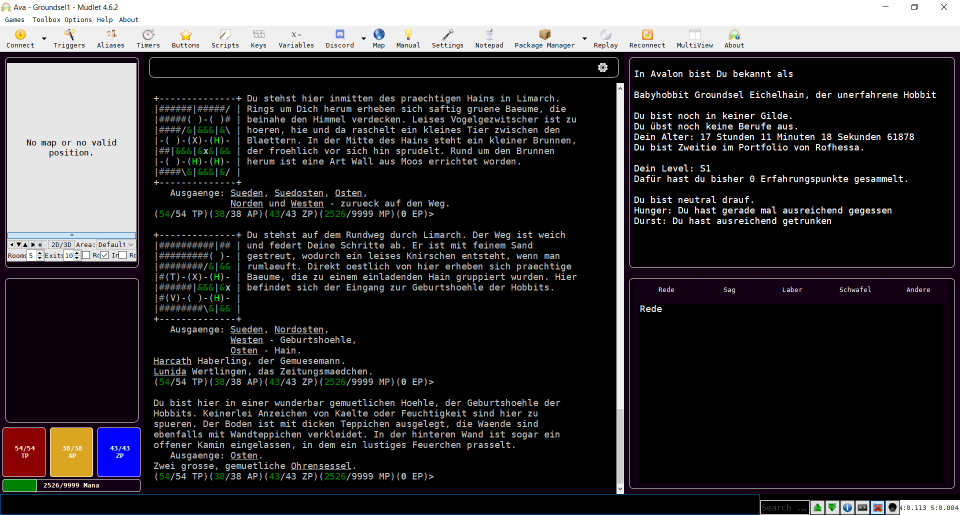 Ava - Groundsel1 - Mudlet 4.6.2
Games Toolbox Options Help About
Connect Triggers Aliases Timers Buttons Scripts Keys Variables Discord Map Manual Settings Notepad Package Manager Replay Reconnect MultiView About
No map or no valid
position.
2D/3D Area: Default
Rooms 5 Exits 10
54/54
TP
38/38
AP
43/43
ZP
2526/9999 Mana
+--------------+ Du stehst hier inmitten des praechtigen Hains in Limarch.
|######|#####/ | Rings um Dich herum erheben sich saftig gruene Baeume, die
|#####( )-( )# | beinahe den Himmel verdecken. Leises Vogelgezwitscher ist zu
|####/&|&&&|&\ | hoeren, hie und da raschelt ein kleines Tier zwischen den
|-( )-(X)-(H)- | Blaettern. In der Mitte des Hains steht ein kleiner Brunnen,
|##|&&&|&x&|&& | der froehlich vor sich hin sprudelt. Rund um den Brunnen
|-( )-(H)-(H)- | herum ist eine Art Wall aus Moos errichtet worden.
|####\&|&&&|&/ |
+--------------+
Ausgaenge: Sueden, Suedosten, Osten,
Norden und Westen - zurueck auf den Weg.
(54/54 TP)(38/38 AP)(43/43 ZP)(2526/9999 MP)(0 EP)>
+--------------+ Du stehst auf dem Rundweg durch Limarch. Der Weg ist weich
|##########|## | und federt Deine Schritte ab. Er ist mit feinem Sand
|#########( )- | gestreut, wodurch ein leises Knirschen entsteht, wenn man
|########/&|&& | rumlaeuft. Direkt oestlich von hier erheben sich praechtige
|#(T)-(X)-(H)- | Baeume, die zu einem einladenden Hain gruppiert wurden. Hier
|######|&&&|&x | befindet sich der Eingang zur Geburtshoehle der Hobbits.
|#(V)-( )-(H)- |
|########\&|&& |
+--------------+
Ausgaenge: Sueden, Nordosten,
Westen - Geburtshoehle,
Osten - Hain.
Harcath Haberling, der Gemuesemann.
Lunida Wertlingen, das Zeitungsmaedchen.
(54/54 TP)(38/38 AP)(43/43 ZP)(2526/9999 MP)(0 EP)>
Du bist hier in einer wunderbar gemuetlichen Hoehle, der Geburtshoehle der
Hobbits. Keinerlei Anzeichen von Kaelte oder Feuchtigkeit sind hier zu
spueren. Der Boden ist mit dicken Teppichen ausgelegt, die Waende sind
ebenfalls mit Wandteppichen verkleidet. In der hinteren Wand ist sogar ein
offener Kamin eingelassen, in dem ein lustiges Feuerchen prasselt.
Ausgaenge: Osten.
Zwei grosse, gemuetliche Ohrensessel.
(54/54 TP)(38/38 AP)(43/43 ZP)(2526/9999 MP)(0 EP)>
In Avalon bist Du bekannt als
Babyhobbit Groundsel Eichelhain, der unerfahrene Hobbit
Du bist noch in keiner Gilde.
Du übst noch keine Berufe aus.
Dein Alter: 17 Stunden 11 Minuten 18 Sekunden 61878
Du bist Zweitie im Portfolio von Rofhessa.
Dein Level: S1
Dafür hast du bisher 0 Erfahrungspunkte gesammelt.
Du bist neutral drauf.
Hunger: Du hast gerade mal ausreichend gegessen
Durst: Du hast ausreichend getrunken
Rede Sag Laber Schwafel Andere
Rede
Search ...
N:0.113 S:0.004